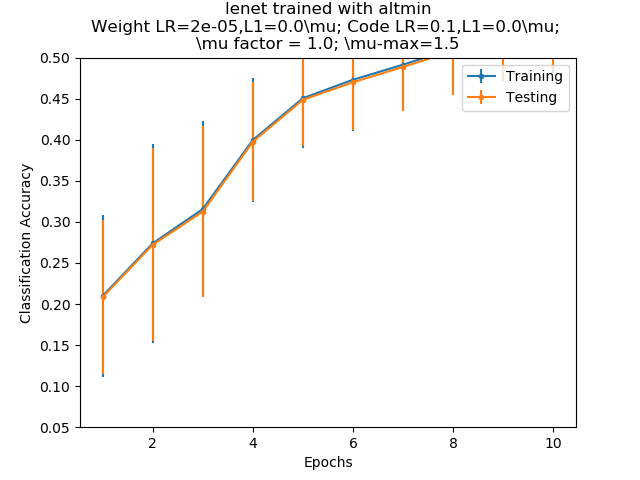 lenet trained with altmin
Weight LR=2e-05,L1=0.0\mu; Code LR=0.1,L1=0.0\mu;
\mu factor = 1.0; \mu-max=1.5
Training
Testing
0.50
0.45
0.40
0.35
0.30
0.25
0.20
0.15
0.10
0.05
Classification Accuracy
2
4
6
8
10
Epochs